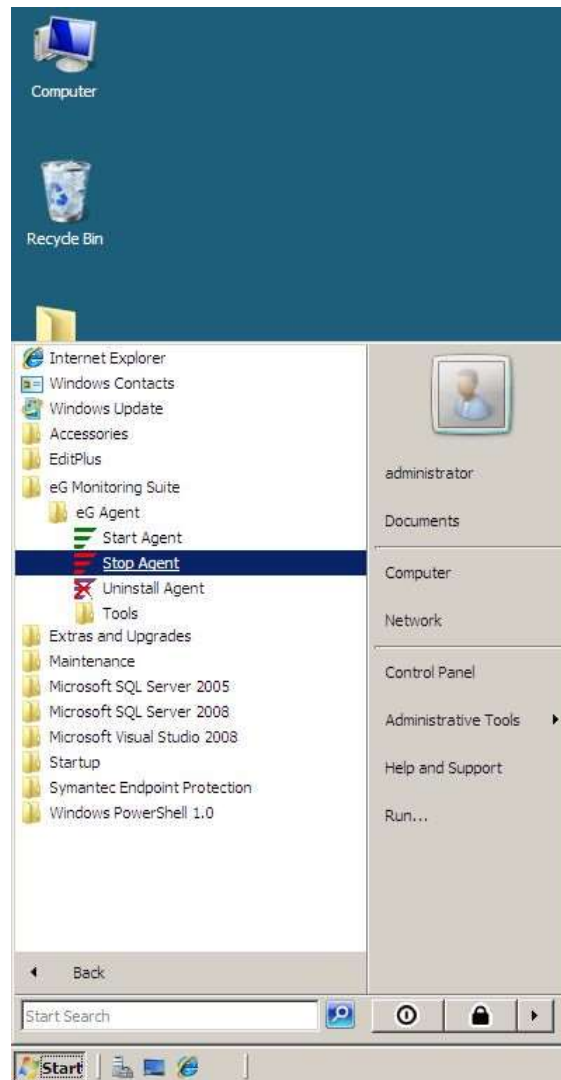 Computer
Recycle Bin
Internet Explorer
Windows Contacts
Windows Update
Accessories
EditPlus
eG Monitoring Suite
eG Agent
Start Agent
Stop Agent
Uninstall Agent
Tools
Extras and Upgrades
Maintenance
Microsoft SQL Server 2005
Microsoft SQL Server 2008
Microsoft Visual Studio 2008
Startup
Symantec Endpoint Protection
Windows PowerShell 1.0
Back
Start Search
administrator
Documents
Computer
Network
Control Panel
Administrative Tools
Help and Support
Run...
Start